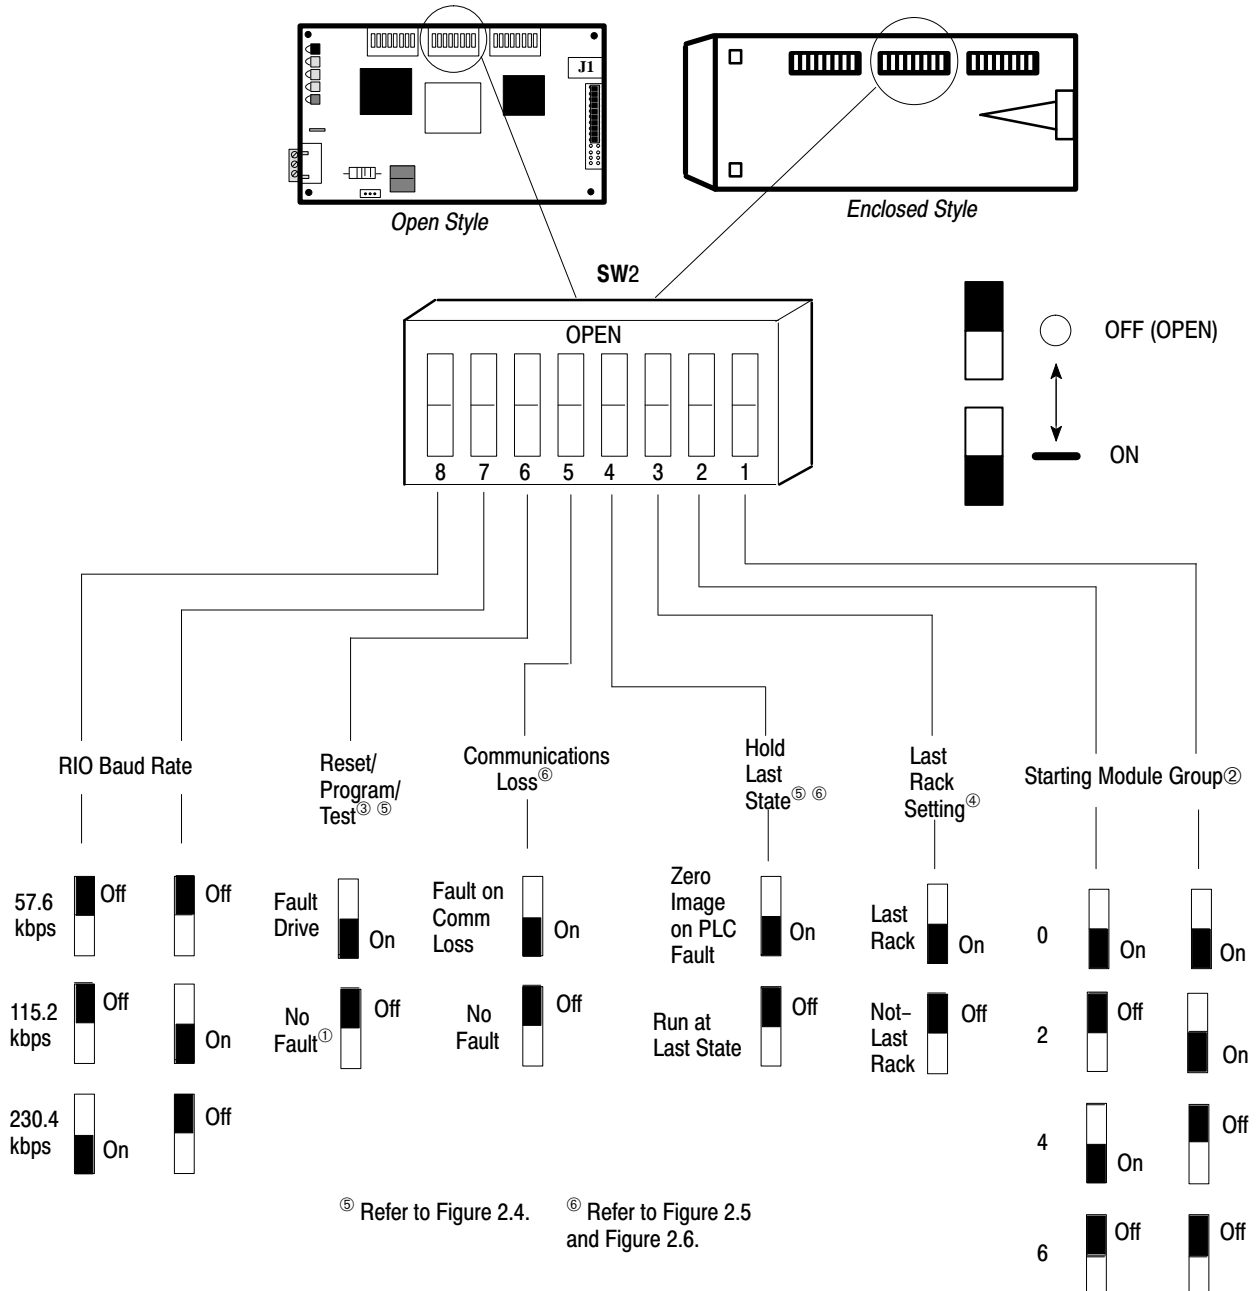 J1
Open Style
Enclosed Style
SW2
OPEN
8 7 6 5 4 3 2 1
OFF (OPEN)
ON
RIO Baud Rate
Reset/
Program/
Test③ ⑤
Communications
Loss⑥
Hold
Last
State⑤ ⑥
Last
Rack
Setting④
Starting Module Group②
57.6
kbps
Off
Off
115.2
kbps
Off
On
230.4
kbps
On
Off
Fault
Drive
On
No
Fault①
Off
Fault on
Comm
Loss
On
No
Fault
Off
Zero
Image
on PLC
Fault
On
Run at
Last State
Off
Last
Rack
On
Not–
Last
Rack
Off
0
On
On
2
Off
On
4
On
Off
6
Off
Off
⑤ Refer to Figure 2.4.
⑥ Refer to Figure 2.5
and Figure 2.6.